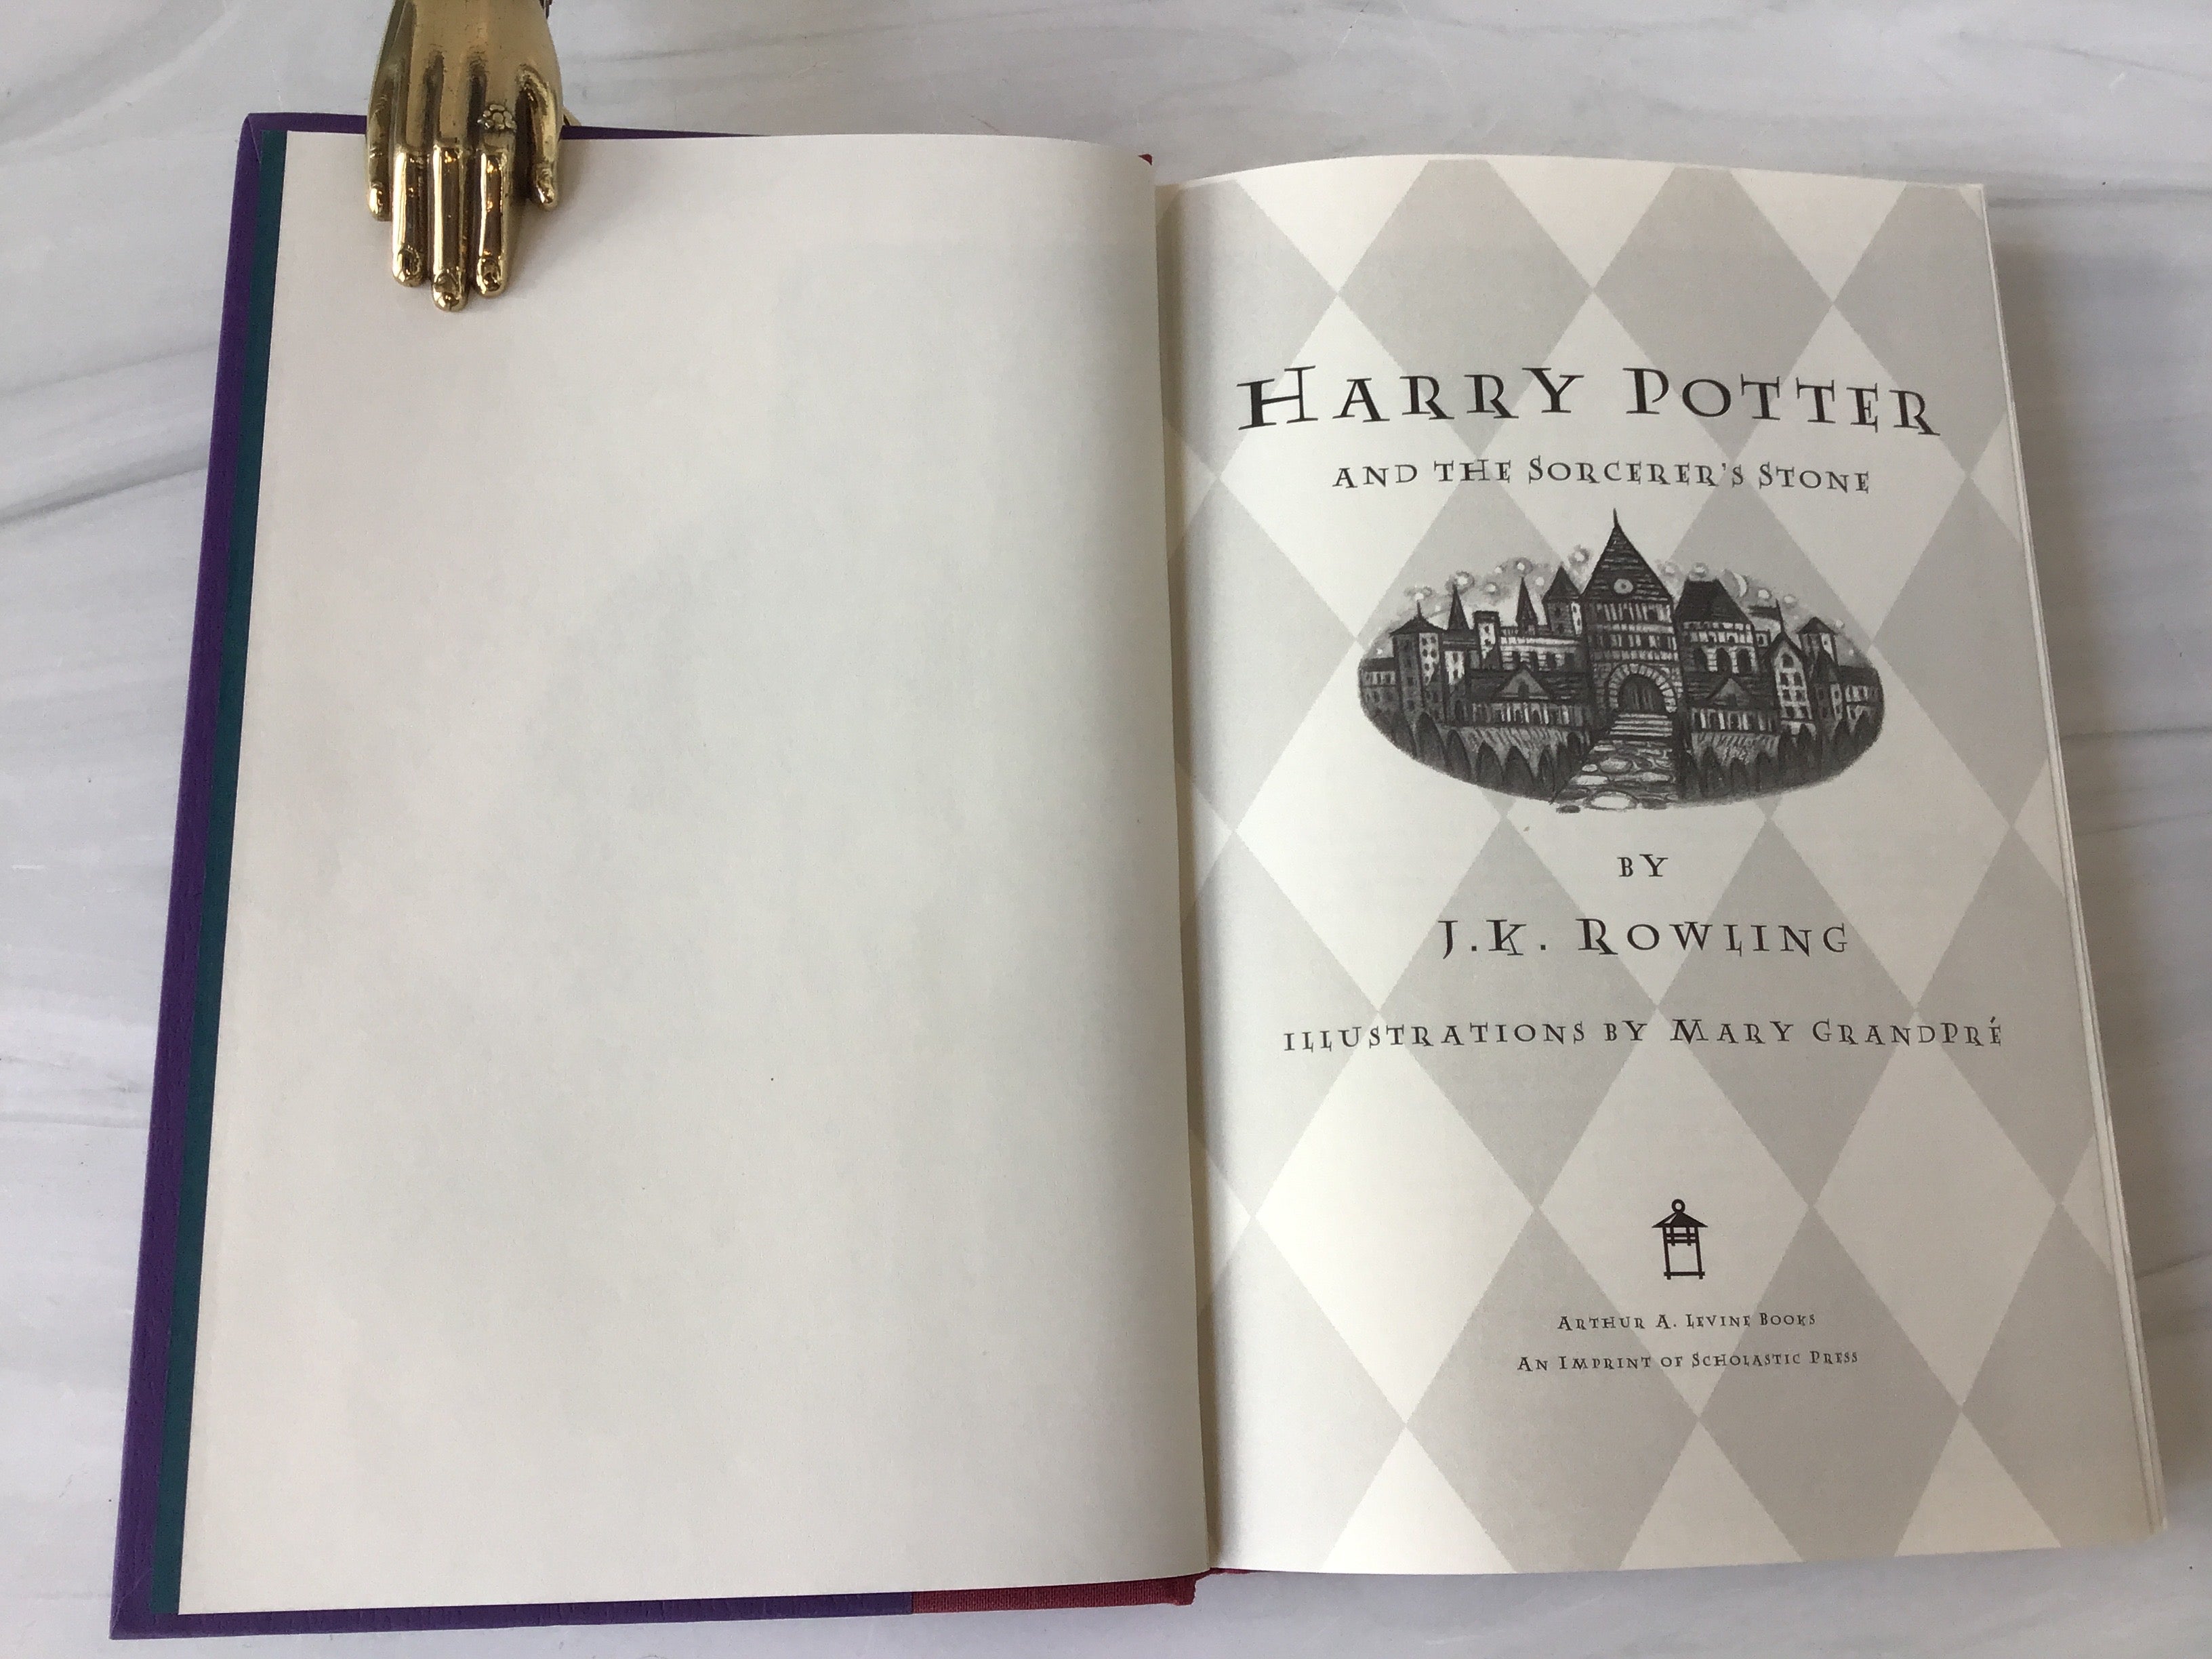 HARRY POTTER
AND THE SORCERER'S STONE
BY
J.K. ROWLING
ILLUSTRATIONS BY MARY GRANDPRÉ
ARTHUR A. LEVINE BOOKS
AN IMPRINT OF SCHOLASTIC PRESS